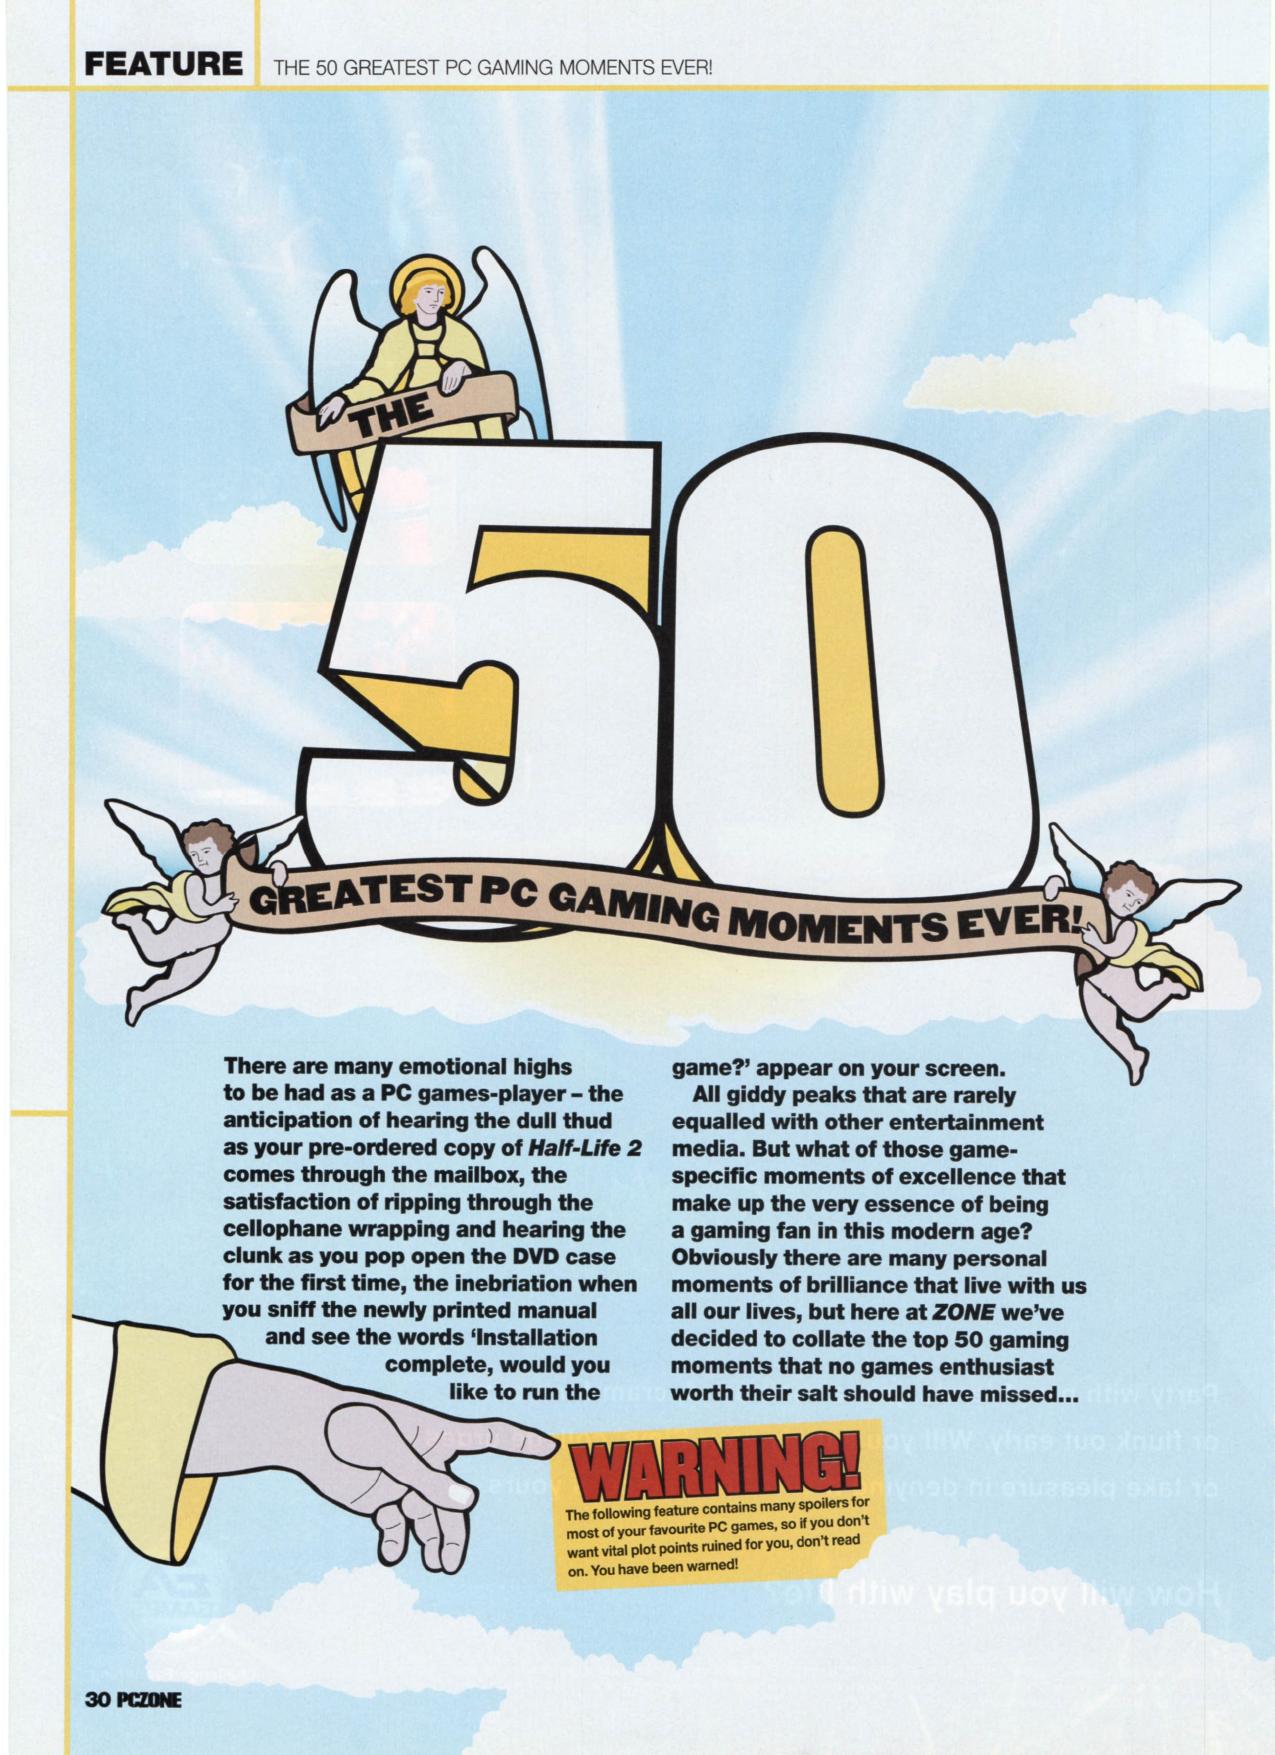 FEATURE
THE 50 GREATEST PC GAMING MOMENTS EVER!
THE
50
GREATEST PC GAMING MOMENTS EVER!
There are many emotional highs
to be had as a PC games-player – the
anticipation of hearing the dull thud
as your pre-ordered copy of Half-Life 2
comes through the mailbox, the
satisfaction of ripping through the
cellophane wrapping and hearing the
clunk as you pop open the DVD case
for the first time, the inebriation when
you sniff the newly printed manual
and see the words ‘Installation
complete, would you
like to run the
game?’ appear on your screen.
All giddy peaks that are rarely
equalled with other entertainment
media. But what of those game-
specific moments of excellence that
make up the very essence of being
a gaming fan in this modern age?
Obviously there are many personal
moments of brilliance that live with us
all our lives, but here at ZONE we’ve
decided to collate the top 50 gaming
moments that no games enthusiast
worth their salt should have missed...
WARNING!
The following feature contains many spoilers for
most of your favourite PC games, so if you don’t
want vital plot points ruined for you, don’t read
on. You have been warned!
How will you play with life?
30 PCZONE